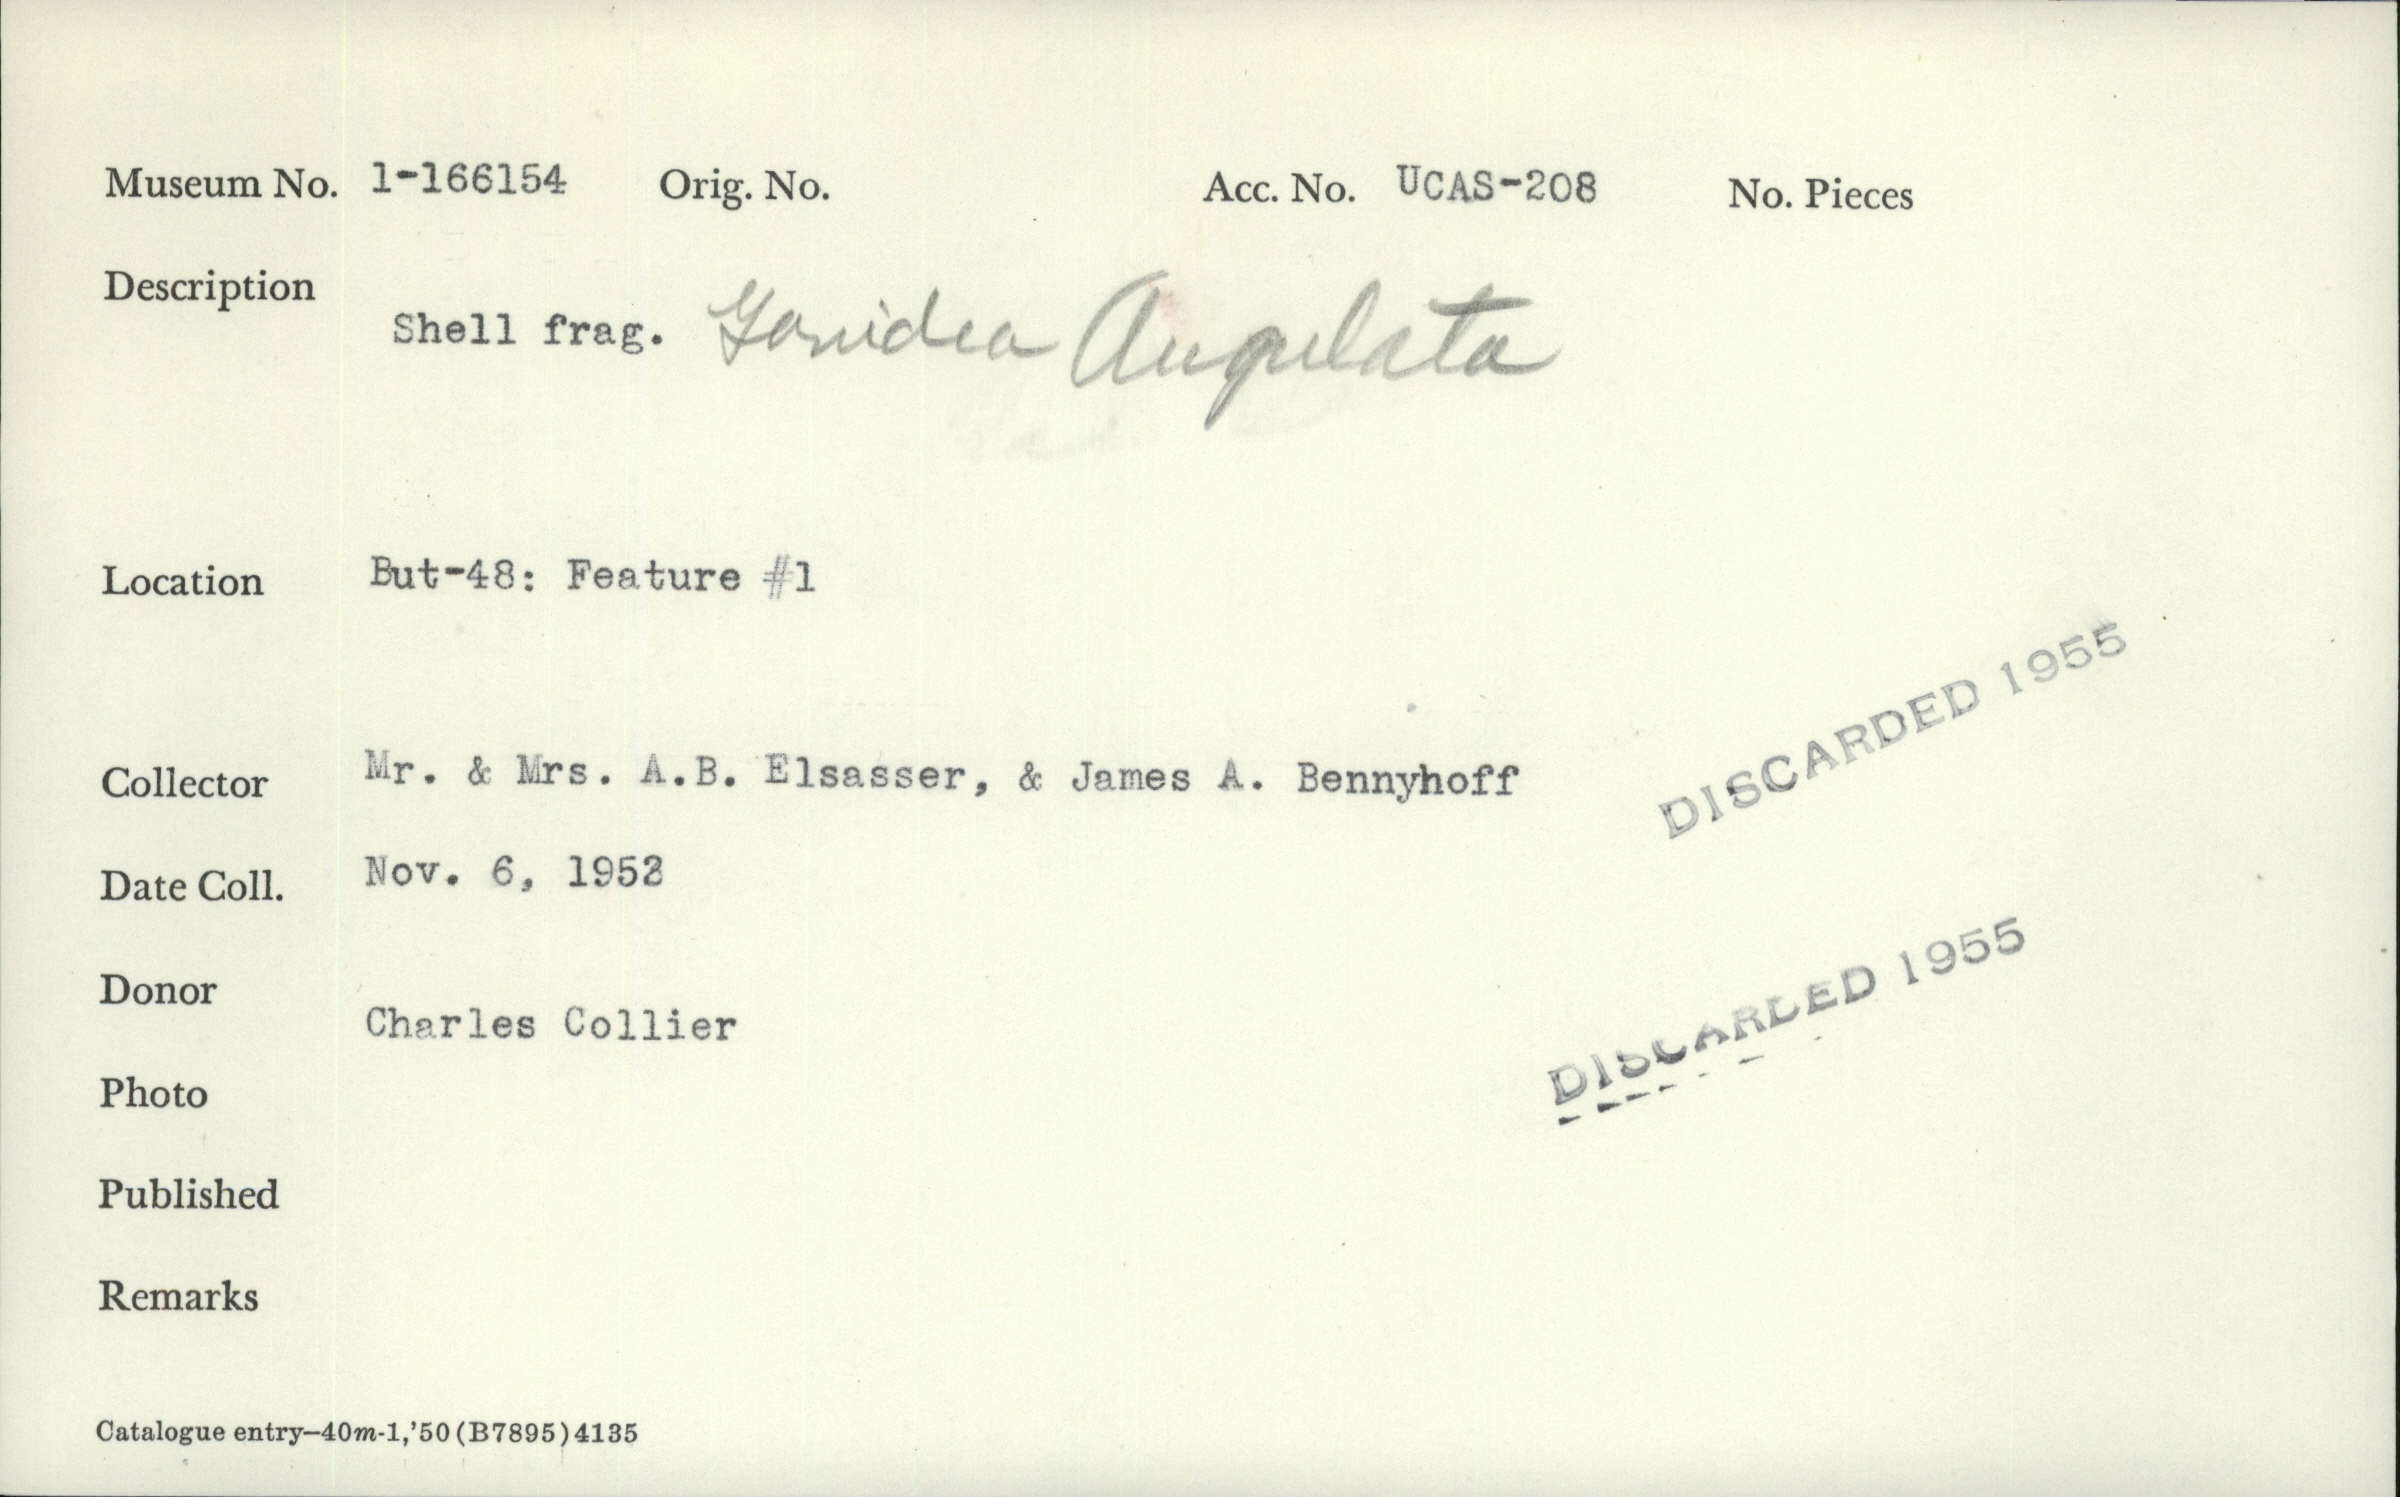 Museum No. 1-166154 Orig. No. Acc. No. UCAS-208 No. Pieces
Description
Shell frag. Gonidea Angulata
Location But-48: Feature #1
DISCARDED 1955
Collector Mr. & Mrs. A.B. Elsasser, & James A. Bennyhoff
Date Coll. Nov. 6,
DISCARDED 1955
Donor
Charles Collier
Photo
Published
Remarks
Catalogue entry—40m-1,'50(B7895)4135